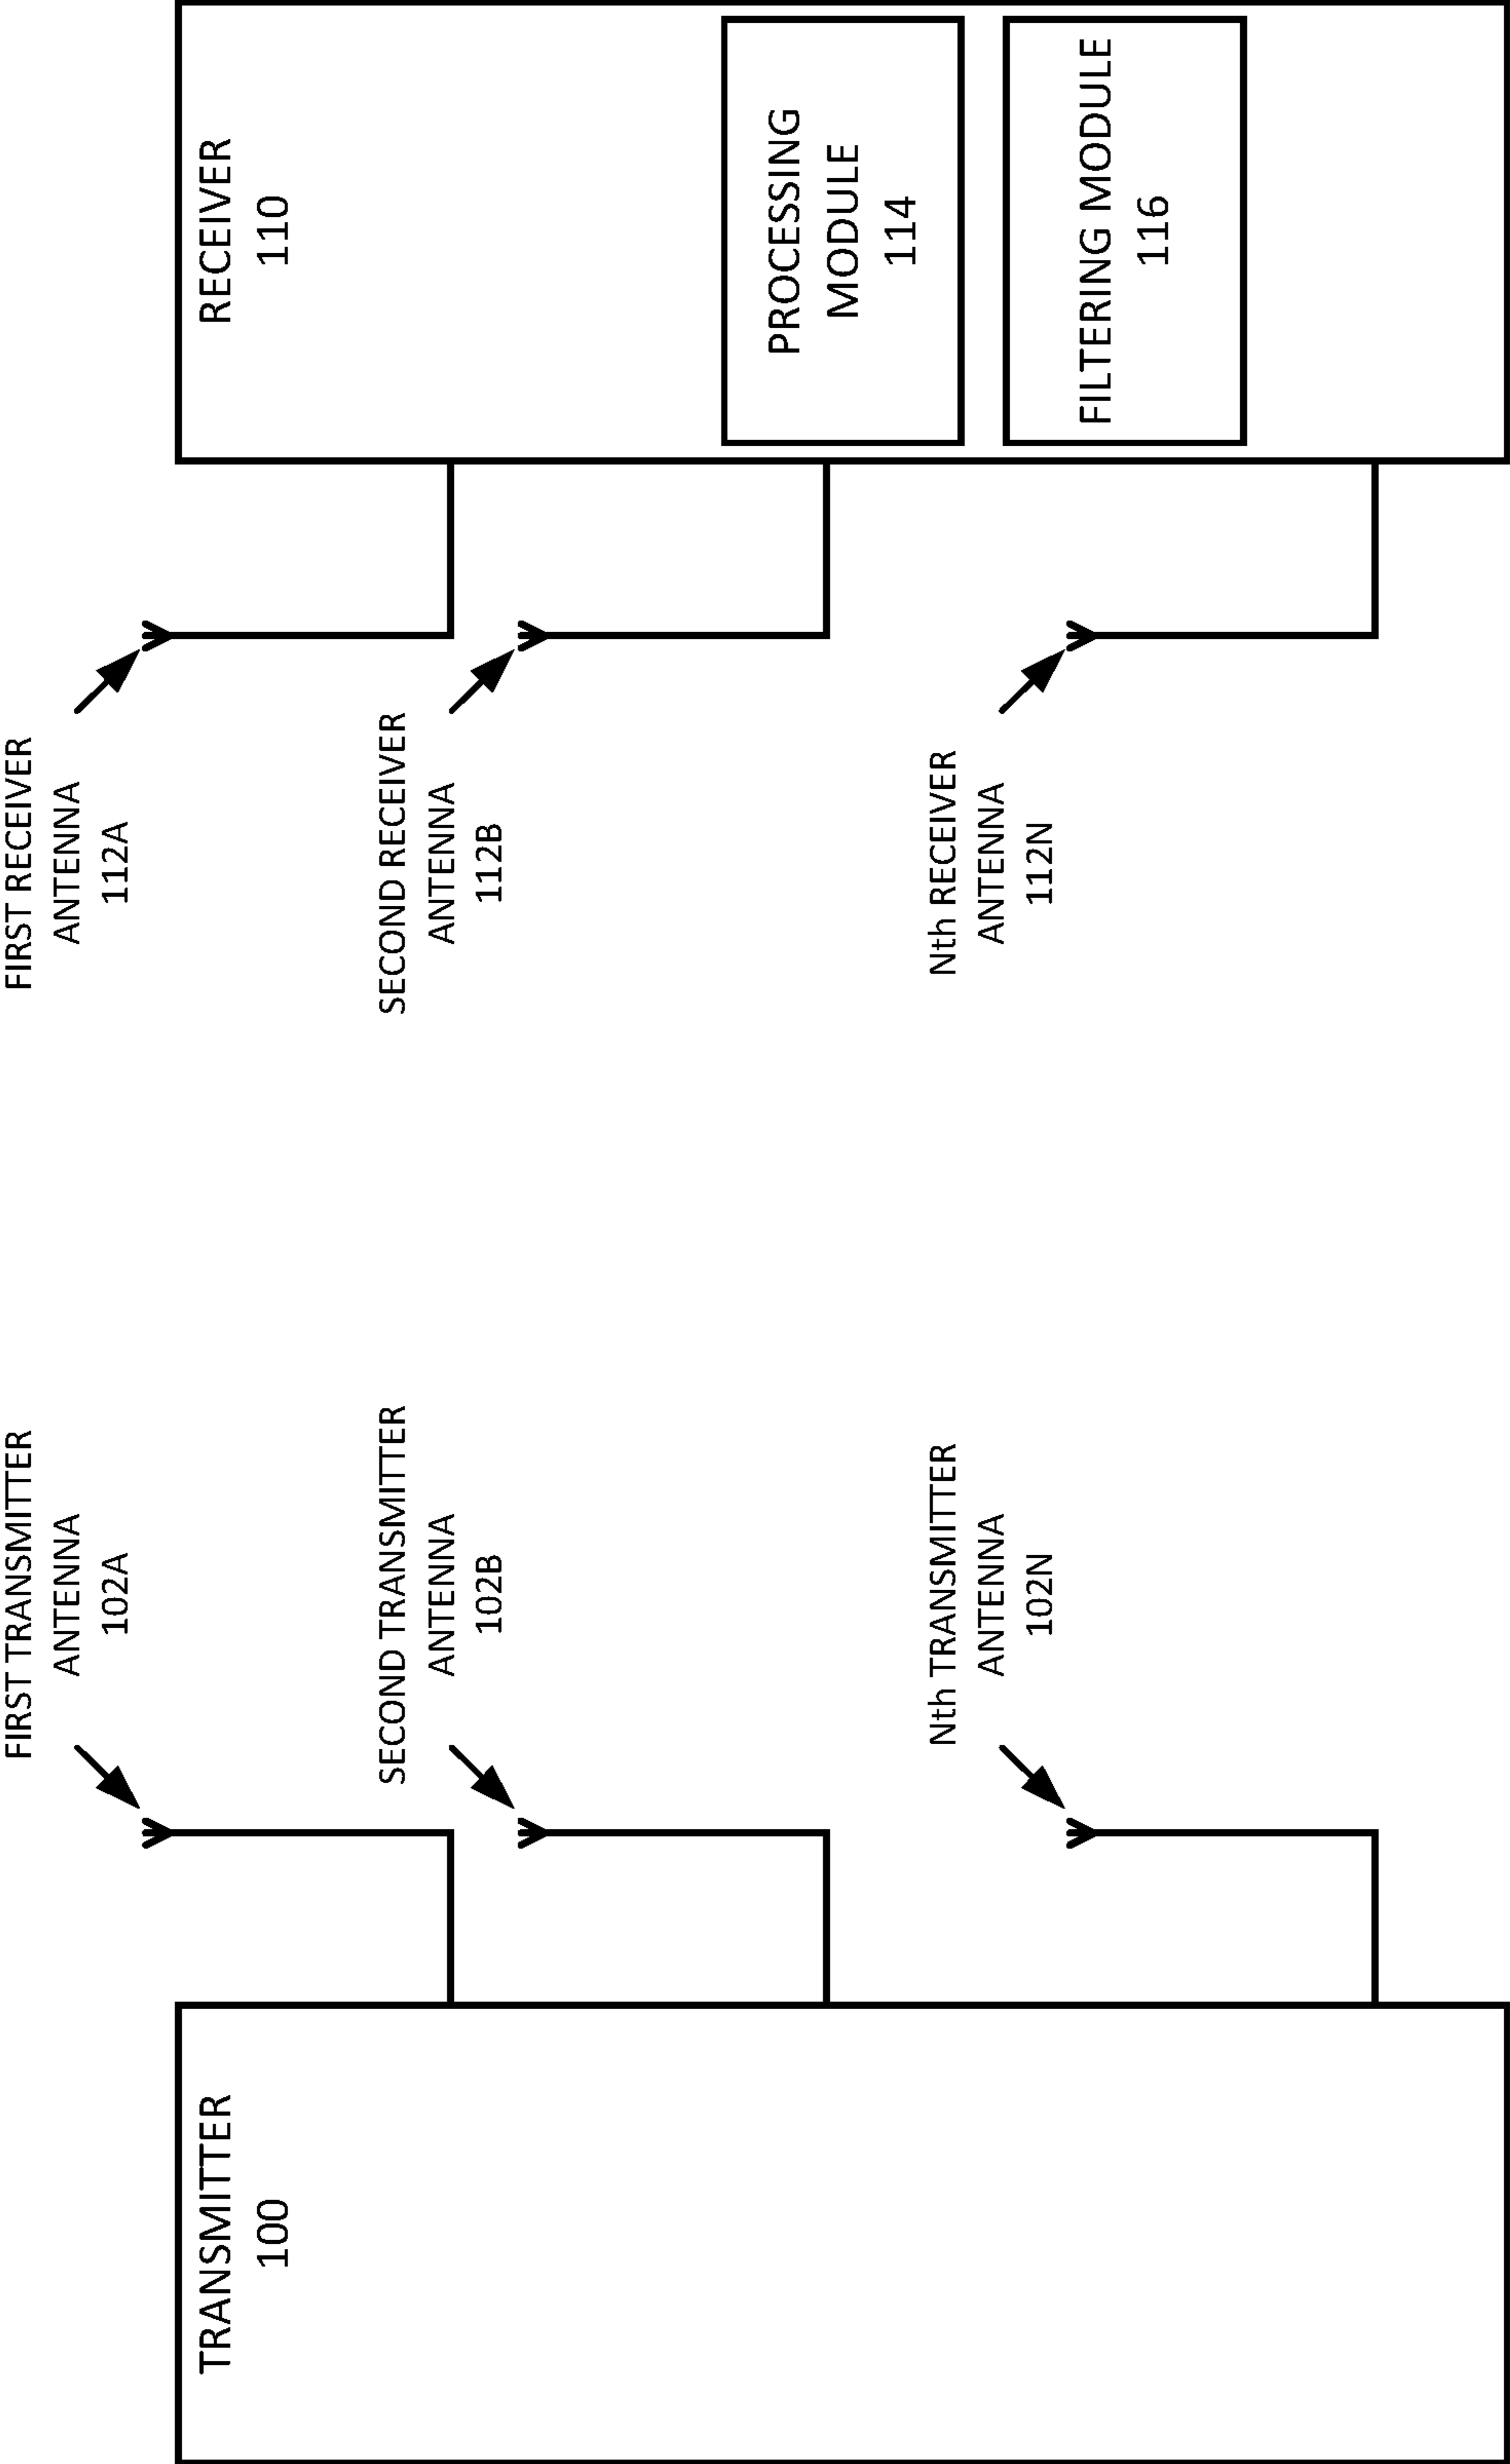 FIRST TRANSMITTER
ANTENNA
102A
FIRST RECEIVER
ANTENNA
112A
TRANSMITTER
100
RECEIVER
110
SECOND TRANSMITTER
ANTENNA
102B
SECOND RECEIVER
ANTENNA
112B
PROCESSING
MODULE
114
Nth TRANSMITTER
ANTENNA
102N
Nth RECEIVER
ANTENNA
112N
FILTERING MODULE
116